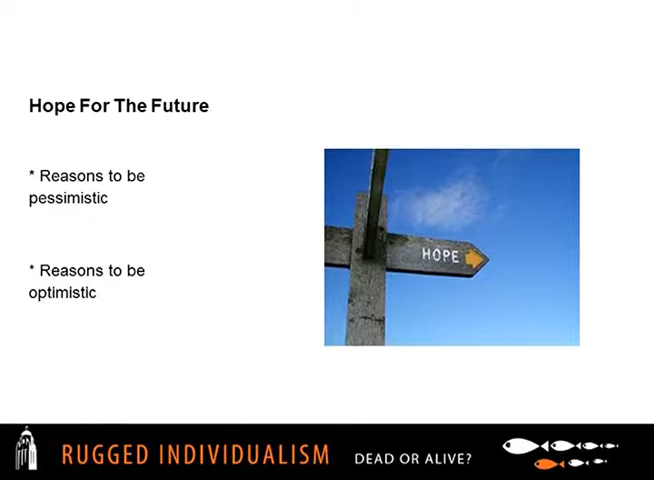 Hope For The Future
* Reasons to be
pessimistic
* Reasons to be
optimistic
HOPE
RUGGED INDIVIDUALISM DEAD OR ALIVE?